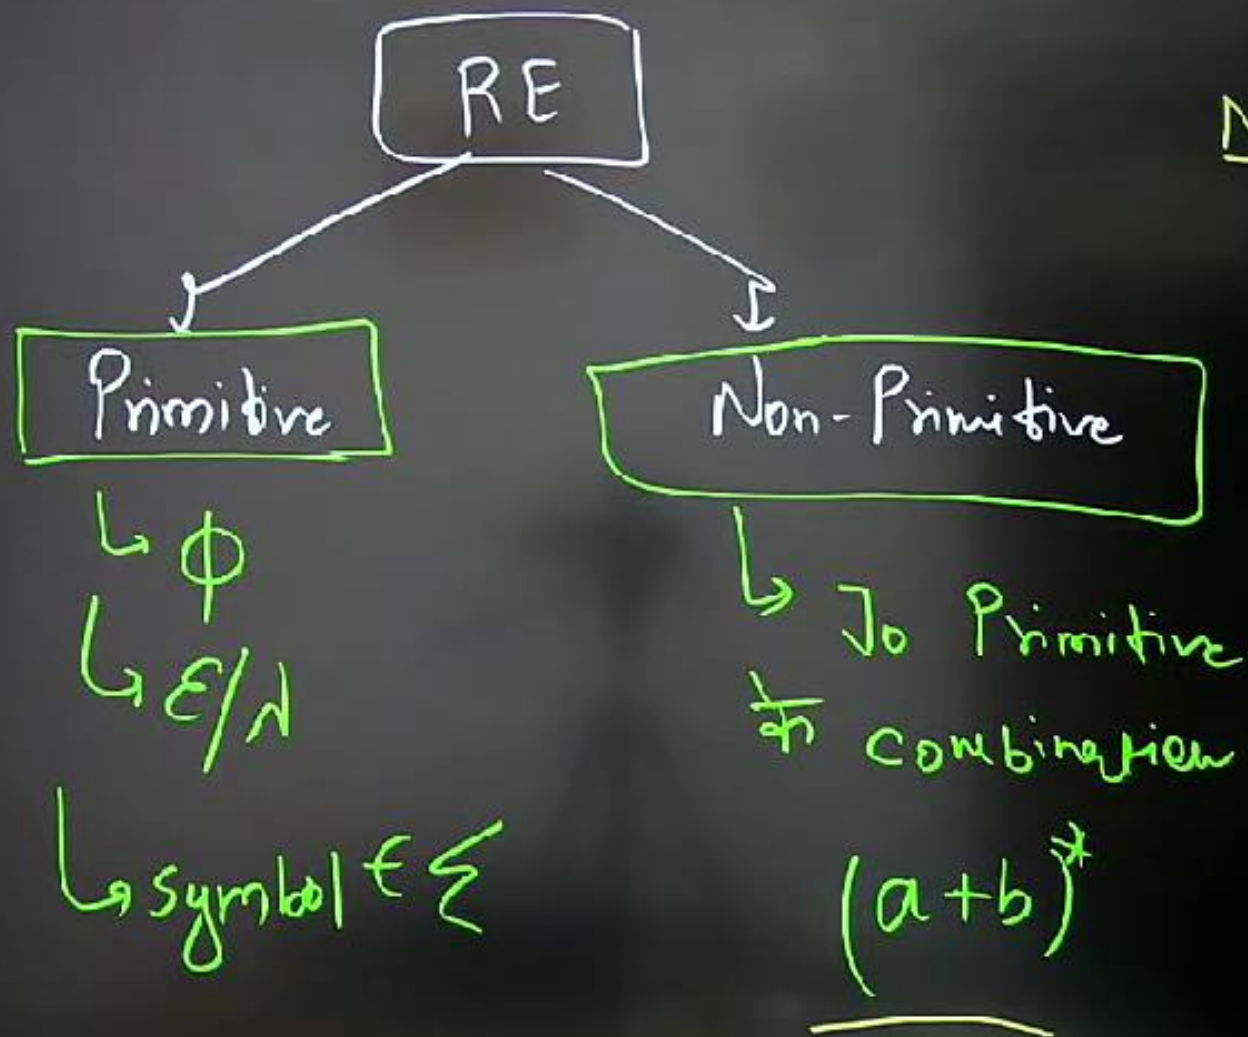 RE
N
Primitive
Non-Primitive
↳ φ
↳ ε/λ
↳ symbol ∈ Σ
↳ Jo Primitive
के combination
(a+b)*